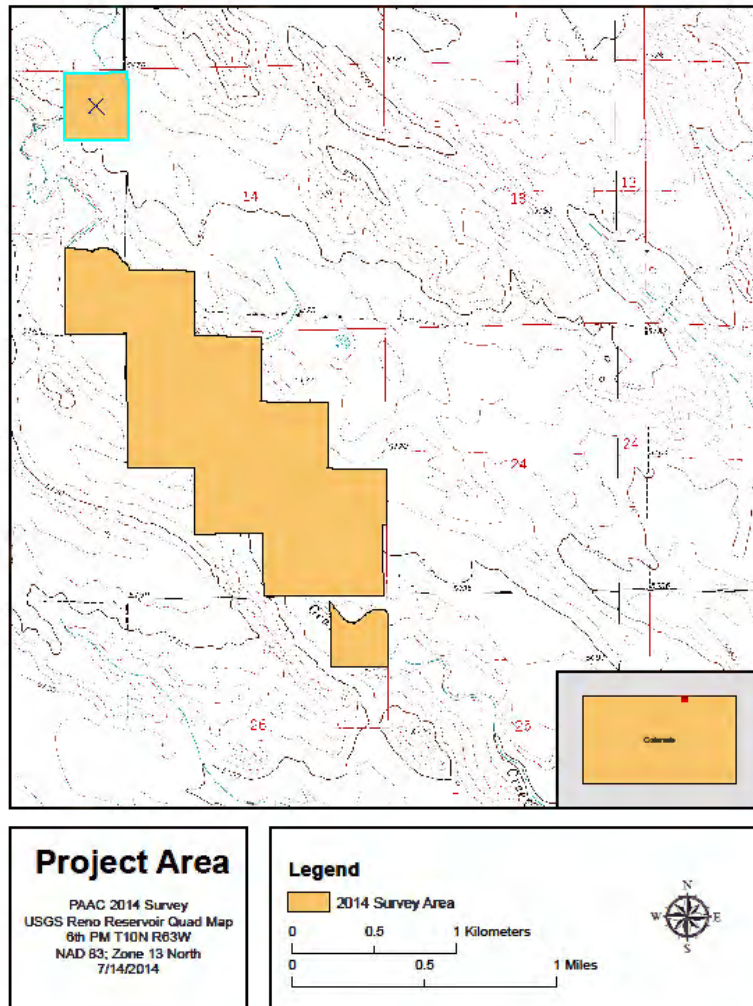 14
18
13
24
24
26
25
Creek
Colorado
Project Area
PAAC 2014 Survey
USGS Reno Reservoir Quad Map
6th PM T10N R63W
NAD 83; Zone 13 North
7/14/2014
Legend
2014 Survey Area
0 0.5 1 Kilometers
0 0.5 1 Miles
N
W E
S